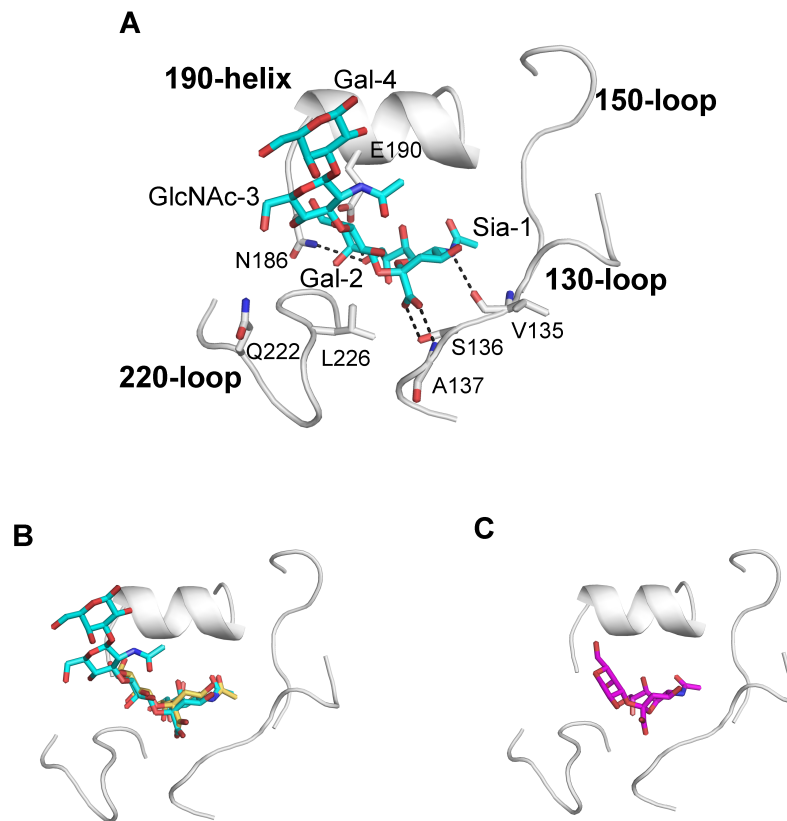 A
190-helix
Gal-4
150-loop
E190
GlcNAc-3
Sia-1
N186
Gal-2
130-loop
V135
S136
Q222
L226
220-loop
A137
B
C